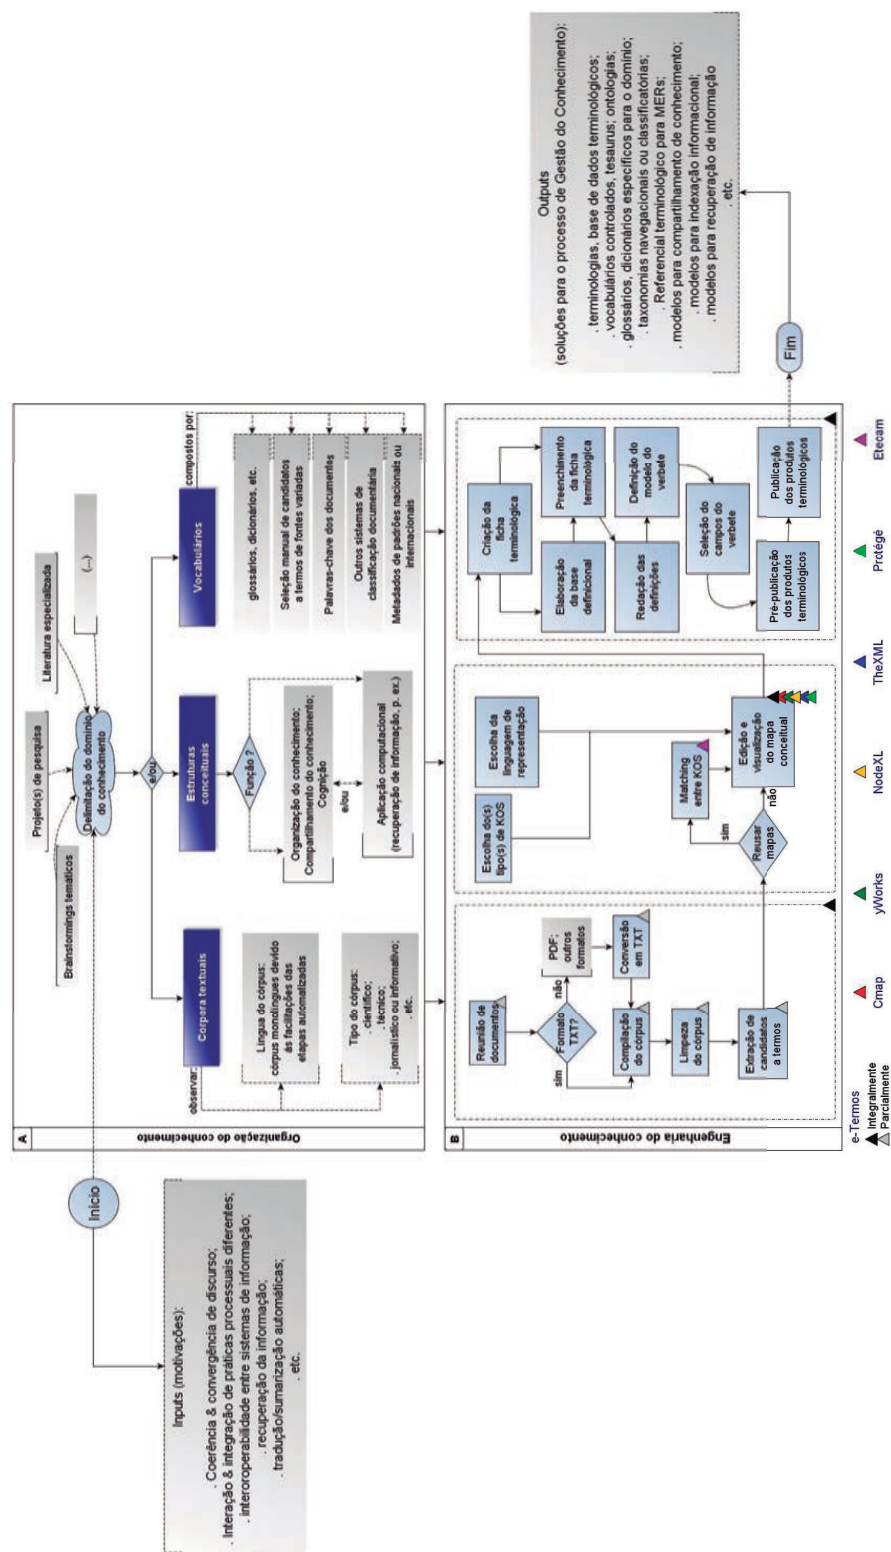 Início
Inputs (motivações):
. Coerência & convergência de discurso;
. Interação & integração de práticas processuais diferentes;
. interoroperabilidade entre sistemas de informação;
. recuperação da informação;
. tradução/sumarização automáticas;
. etc.
A
Organização do conhecimento
Brainstormings temáticos
Projeto(s) de pesquisa
Literatura especializada
(...)
Delimitação do domínio
do conhecimento
e/ou
Corpora textuais
observar:
Língua do córpus:
córpus monolíngues devido
às facilitações das
etapas automatizadas
Tipo do córpus:
. científico;
. técnico;
. jornalístico ou informativo;
. etc.
Estruturas
conceituais
Função ?
Organização do conhecimento;
Compartilhamento do conhecimento;
Cognição
e/ou
Aplicação computacional
(recuperação de informação, p. ex.)
Vocabulários
compostos por:
glossários, dicionários, etc.
Seleção manual de candidatos
a termos de fontes variadas
Palavras-chave dos documentos
Outros sistemas de
classificação documentária
Metadados de padrões nacionais ou
internacionais
B
Engenharia do conhecimento
Reunião de
documentos
Formato
TXT?
sim
não
PDF;
outros
formatos
Conversão
em TXT
Compilação
do córpus
Limpeza
do córpus
Extração de
candidatos
a termos
Escolha do(s)
tipo(s) de KOS
Escolha da
linguagem de
representação
Reusar
mapas
sim
não
Matching
entre KOS
Edição e
visualização
do mapa
conceitual
Criação da
ficha
terminológica
Elaboração
da base
definicional
Preenchimento
da ficha
terminológica
Redação das
definições
Definição do
modelo do
verbete
Seleção do
campos do
verbete
Pré-publicação
dos produtos
terminológicos
Publicação
dos produtos
terminológicos
Fim
Outputs
(soluções para o processo de Gestão do Conhecimento):
. terminologias, base de dados terminológicos;
. vocabulários controlados, tesaurus; ontologias;
. glossários, dicionários específicos para o domínio;
. taxonomias navegacionais ou classificatórias;
. Referencial terminológico para MERs;
. modelos para compartilhamento de conhecimento;
. modelos para indexação informacional;
. modelos para recuperação de informação
. etc.
e-Termos
Integralmente
Parcialmente
Cmap
yWorks
NodeXL
TheXML
Protégé
Etecam